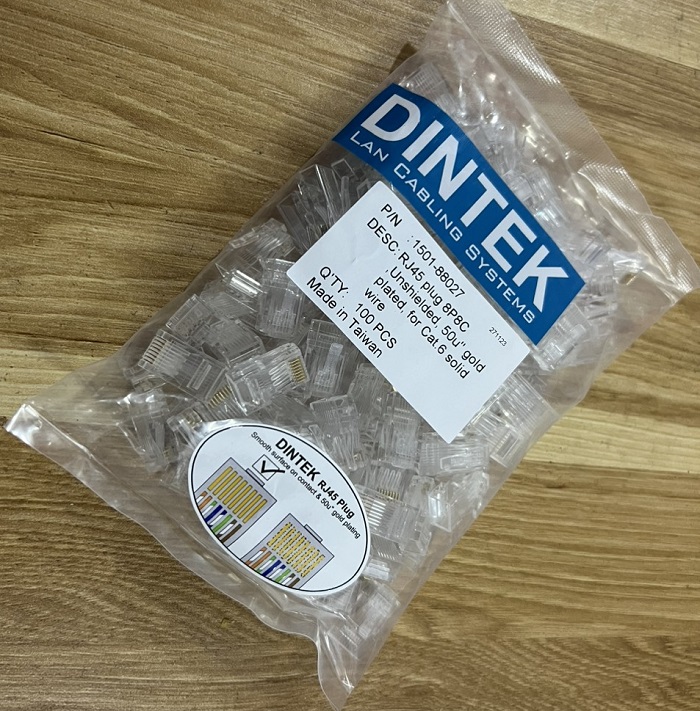 DINTEK
LAN CABLING SYSTEMS
P/N : 1501-88027
DESC: RJ45 plug 8P8C
, Unshielded, 50u" gold
plated, for Cat.6 solid
wire
Q'TY: 100 PCS
Made in Taiwan
271123
DINTEK RJ45 Plug
Smooth surface on contact & 50u" gold plating